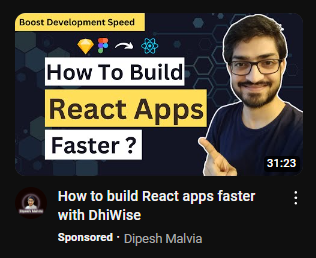 Boost Development Speed
How To Build
React Apps
Faster ?
31:23
How to build React apps faster
with DhiWise
Sponsored · Dipesh Malvia